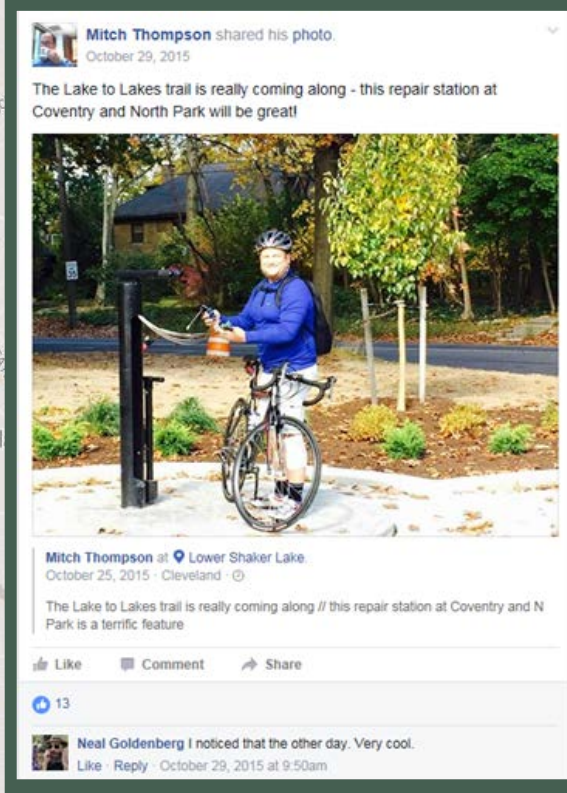 Mitch Thompson shared his photo.
October 29, 2015
The Lake to Lakes trail is really coming along - this repair station at
Coventry and North Park will be great!
Mitch Thompson at Lower Shaker Lake.
October 25, 2015 · Cleveland ·
The Lake to Lakes trail is really coming along // this repair station at Coventry and N
Park is a terrific feature
Like Comment Share
13
Neal Goldenberg I noticed that the other day. Very cool.
Like · Reply · October 29, 2015 at 9:50am